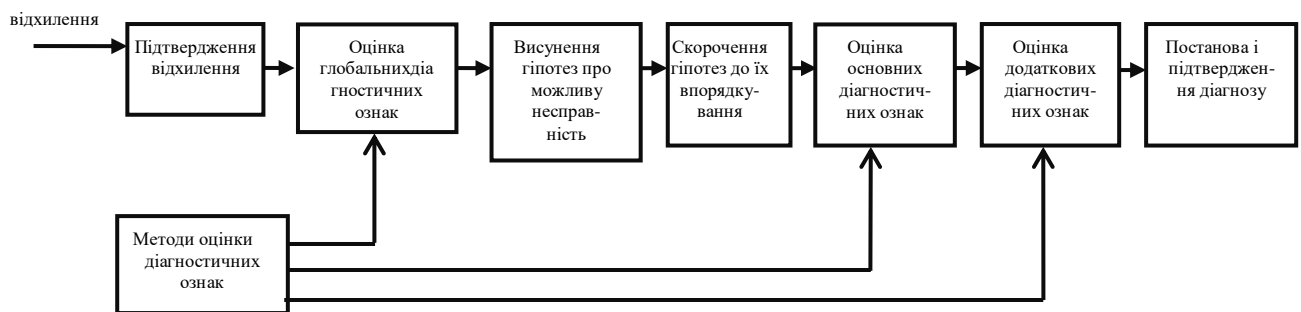 відхилення
Підтвердження
відхилення
Оцінка
глобальнихдіа
гностичних
ознак
Висунення
гіпотез про
можливу
несправ-
ність
Скорочення
гіпотез до їх
впорядку-
вання
Оцінка
основних
діагностич-
них ознак
Оцінка
додаткових
діагностич-
них ознак
Постанова і
підтверджен-
ня діагнозу
Методи оцінки
діагностичних
ознак